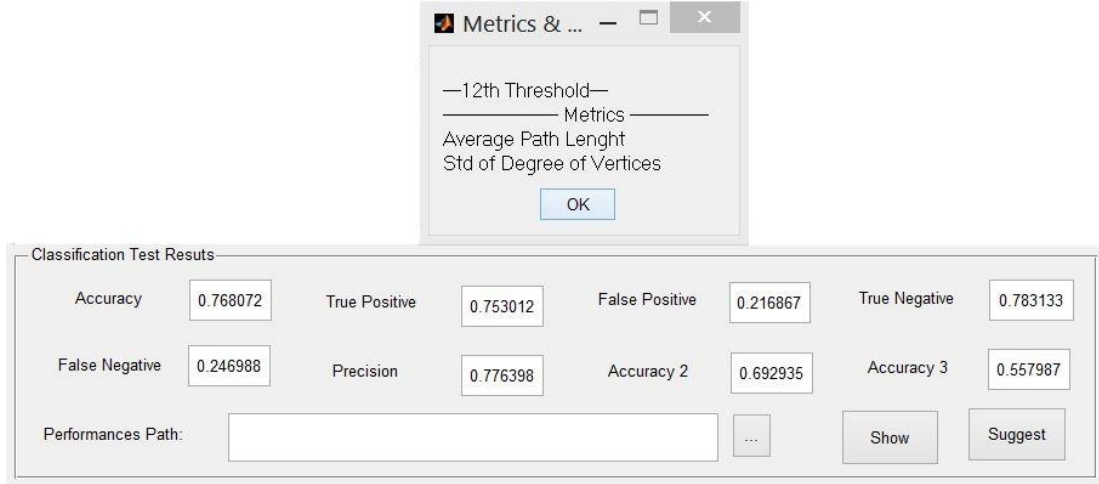 Metrics & ...
—12th Threshold—
Metrics
Average Path Lenght
Std of Degree of Vertices
OK
Classification Test Resuts
Accuracy 0.768072 True Positive 0.753012 False Positive 0.216867 True Negative 0.783133
False Negative 0.246988 Precision 0.776398 Accuracy 2 0.692935 Accuracy 3 0.557987
Performances Path: ... Show Suggest